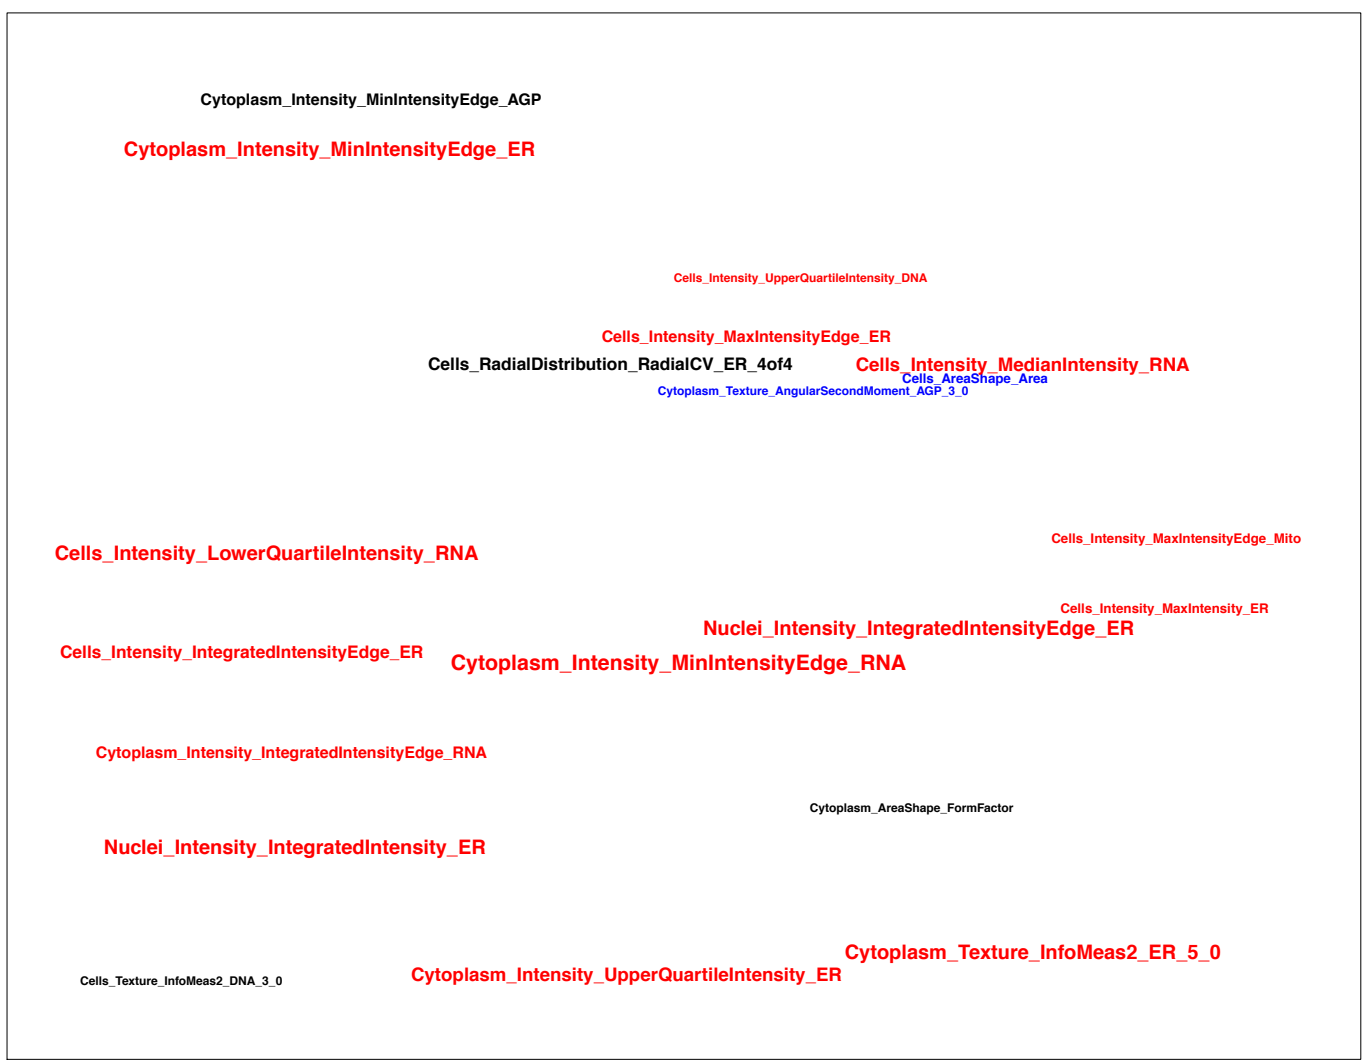 Cytoplasm_Intensity_MinIntensityEdge_AGP
Cytoplasm_Intensity_MinIntensityEdge_ER
Cells_Intensity_UpperQuartileIntensity_DNA
Cells_Intensity_MaxIntensityEdge_ER
Cells_RadialDistribution_RadialCV_ER_4of4
Cells_Intensity_MedianIntensity_RNA
Cells_AreaShape_Area
Cytoplasm_Texture_AngularSecondMoment_AGP_3_0
Cells_Intensity_MaxIntensityEdge_Mito
Cells_Intensity_LowerQuartileIntensity_RNA
Cells_Intensity_MaxIntensity_ER
Nuclei_Intensity_IntegratedIntensityEdge_ER
Cells_Intensity_IntegratedIntensityEdge_ER
Cytoplasm_Intensity_MinIntensityEdge_RNA
Cytoplasm_Intensity_IntegratedIntensityEdge_RNA
Cytoplasm_AreaShape_FormFactor
Nuclei_Intensity_IntegratedIntensity_ER
Cytoplasm_Texture_InfoMeas2_ER_5_0
Cytoplasm_Intensity_UpperQuartileIntensity_ER
Cells_Texture_InfoMeas2_DNA_3_0